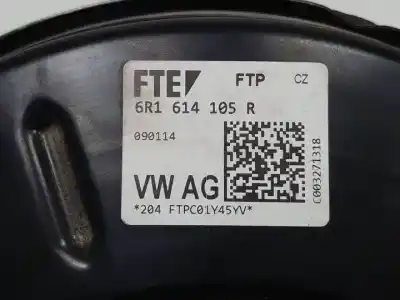 FTE FTP CZ
6R1 614 105 R
090114
VW AG
*204 FTPC01Y45YV*
C003271318